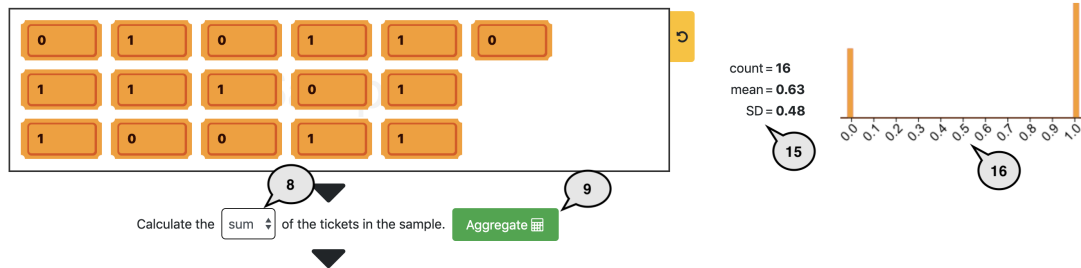 0 1 0 1 1 0
1 1 1 0 1
1 0 0 1 1
count = 16
mean = 0.63
SD = 0.48
0.0 0.1 0.2 0.3 0.4 0.5 0.6 0.7 0.8 0.9 1.0
15
16
8
9
Calculate the sum of the tickets in the sample. Aggregate